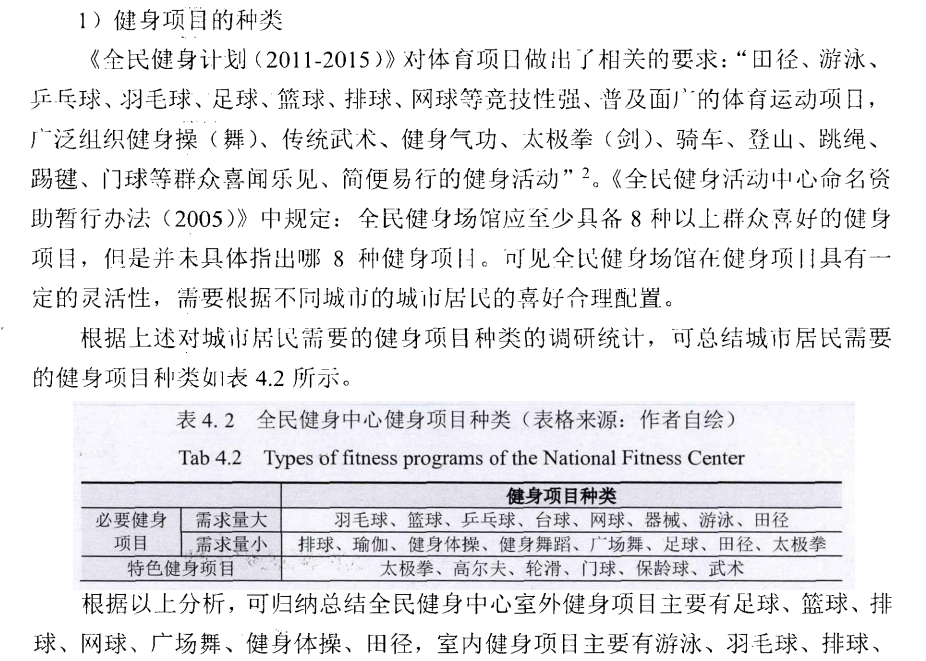 1）健身项目的种类
《全民健身计划（2011-2015）》对体育项目做出了相关的要求：“田径、游泳、
乒乓球、羽毛球、足球、篮球、排球、网球等竞技性强、普及面广的体育运动项目，
广泛组织健身操（舞）、传统武术、健身气功、太极拳（剑）、骑车、登山、跳绳、
踢毽、门球等群众喜闻乐见、简便易行的健身活动”²。《全民健身活动中心命名资
助暂行办法（2005）》中规定：全民健身场馆应至少具备 8 种以上群众喜好的健身
项目，但是并未具体指出哪 8 种健身项目。可见全民健身场馆在健身项目具有一
定的灵活性，需要根据不同城市的城市居民的喜好合理配置。
根据上述对城市居民需要的健身项目种类的调研统计，可总结城市居民需要
的健身项目种类如表 4.2 所示。
表 4.2 全民健身中心健身项目种类（表格来源：作者自绘）
Tab 4.2 Types of fitness programs of the National Fitness Center
健身项目种类
必要健身项目 需求量大 羽毛球、篮球、乒乓球、台球、网球、器械、游泳、田径
需求量小 排球、瑜伽、健身体操、健身舞蹈、广场舞、足球、田径、太极拳
特色健身项目 太极拳、高尔夫、轮滑、门球、保龄球、武术
根据以上分析，可归纳总结全民健身中心室外健身项目主要有足球、篮球、排
球、网球、广场舞、健身体操、田径，室内健身项目主要有游泳、羽毛球、排球、